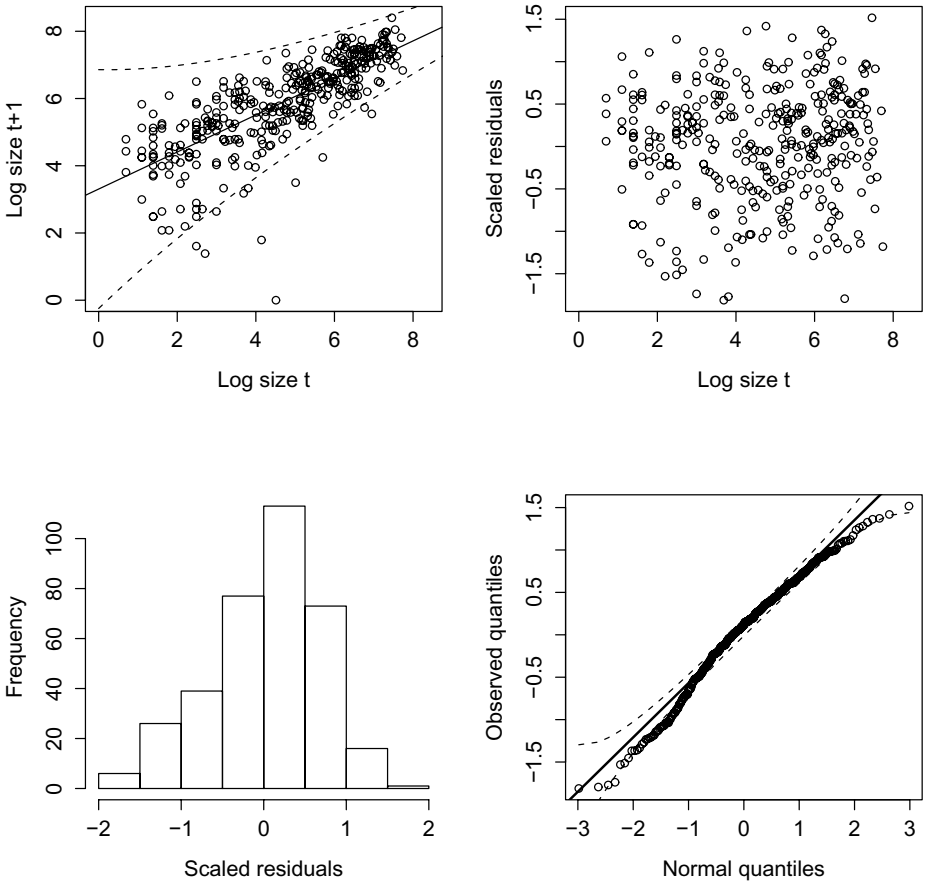 Log size t+1
0 2 4 6 8
0 2 4 6 8
Log size t
Scaled residuals
−1.5 −0.5 0.5 1.5
0 2 4 6 8
Log size t
Frequency
0 20 40 60 80 100
−2 −1 0 1 2
Scaled residuals
Observed quantiles
−1.5 −0.5 0.5 1.5
−3 −2 −1 0 1 2 3
Normal quantiles